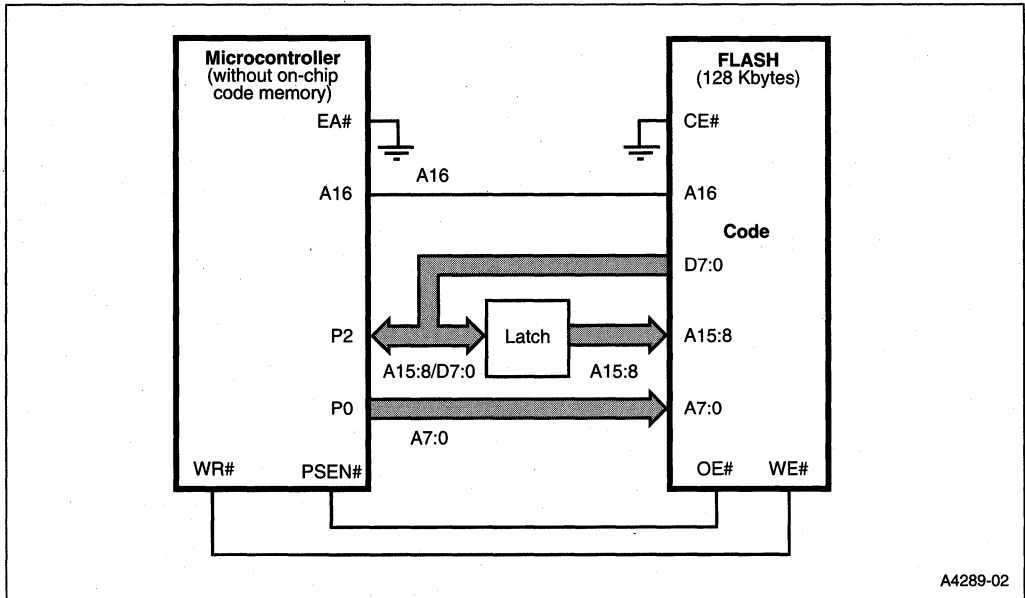 Microcontroller
(without on-chip
code memory)
FLASH
(128 Kbytes)
EA#
CE#
A16
A16
A16
Code
D7:0
P2
Latch
A15:8
A15:8/D7:0
A15:8
P0
A7:0
A7:0
WR#
PSEN#
OE#
WE#
A4289-02